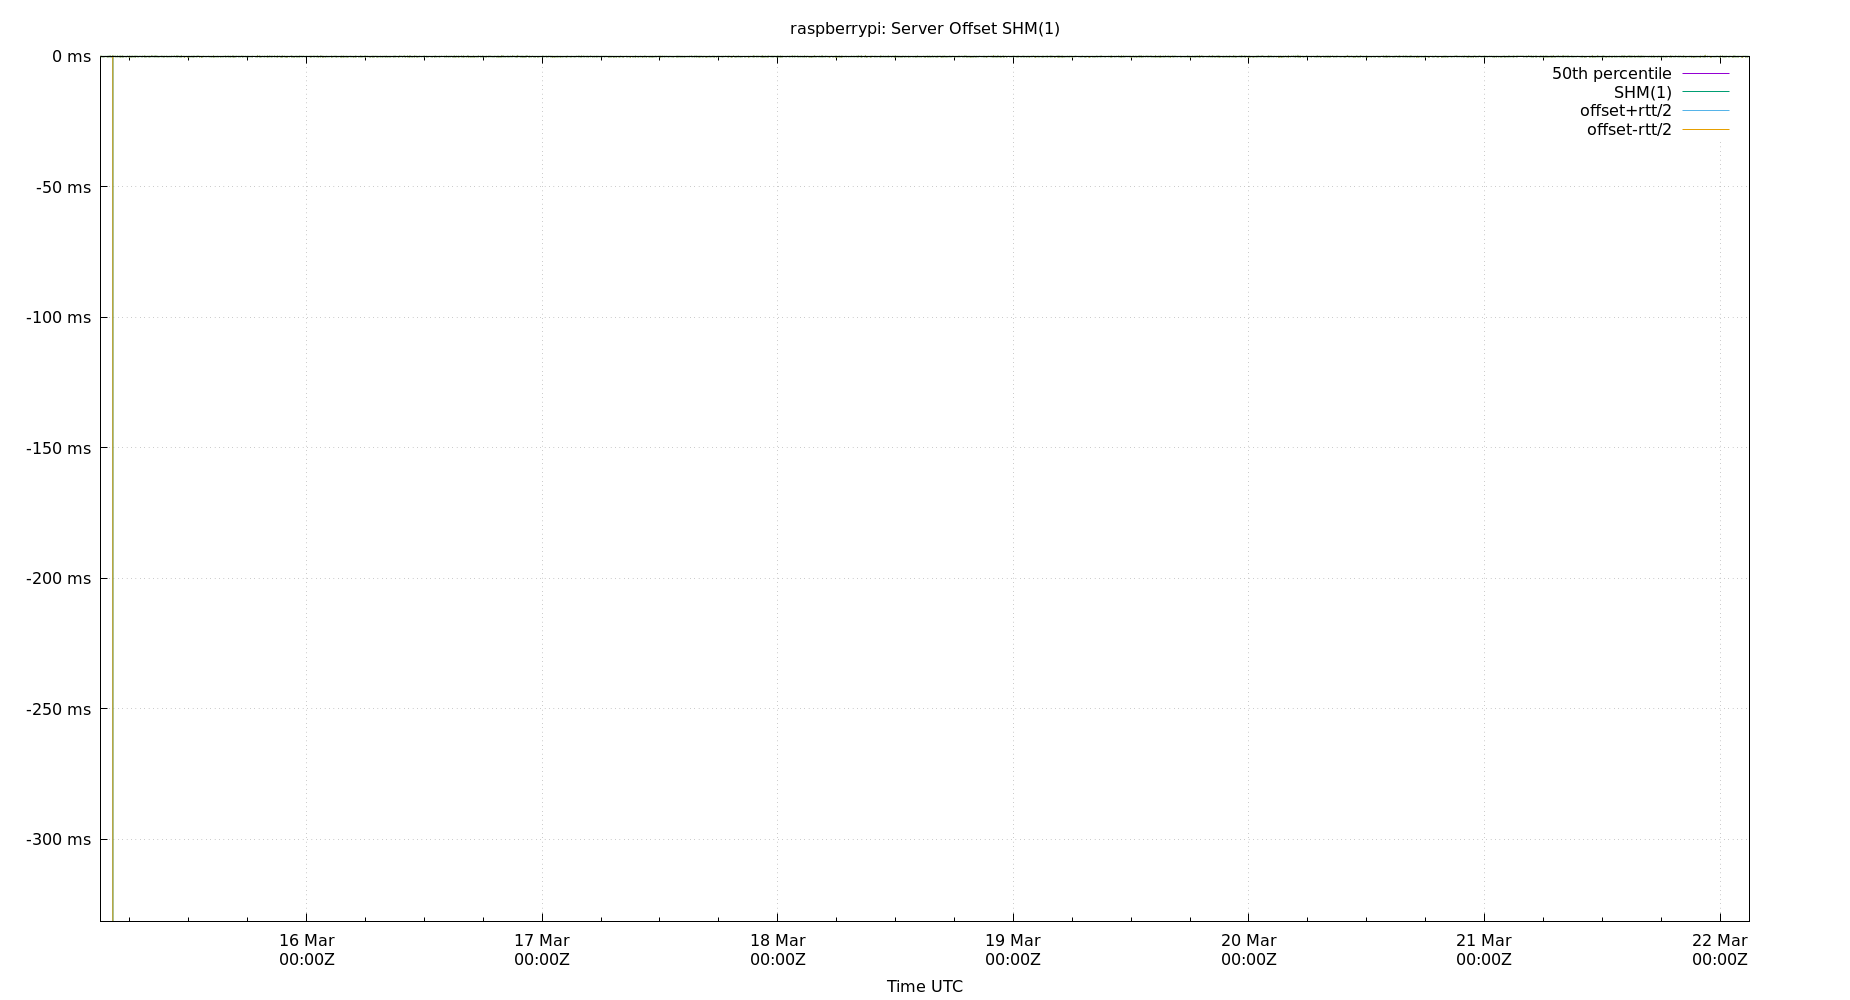 raspberrypi: Server Offset SHM(1)
0 ms
50th percentile
SHM(1)
offset+rtt/2
offset-rtt/2
-50 ms
-100 ms
-150 ms
-200 ms
-250 ms
-300 ms
16 Mar 17 Mar 18 Mar 19 Mar 20 Mar 21 Mar 22 Mar
00:00Z 00:00Z 00:00Z 00:00Z 00:00Z 00:00Z 00:00Z
Time UTC